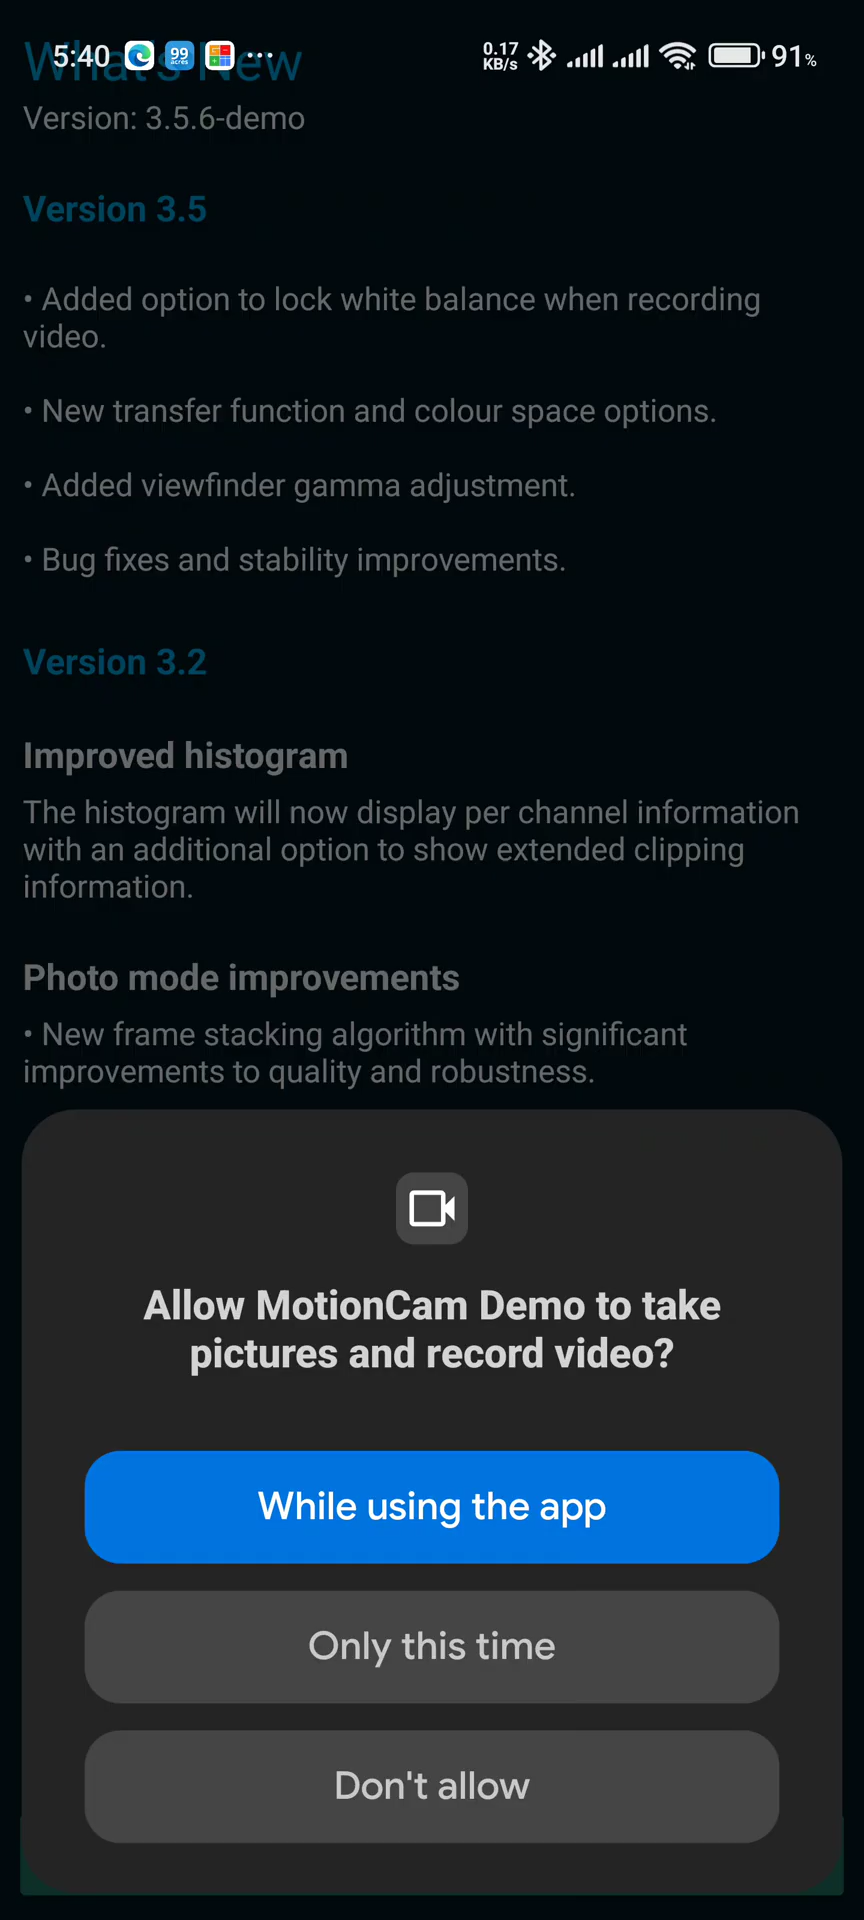 5:40
99
acres
0.17
KB/s
91%
What's New
Version: 3.5.6-demo
Version 3.5
• Added option to lock white balance when recording
video.
• New transfer function and colour space options.
• Added viewfinder gamma adjustment.
• Bug fixes and stability improvements.
Version 3.2
Improved histogram
The histogram will now display per channel information
with an additional option to show extended clipping
information.
Photo mode improvements
• New frame stacking algorithm with significant
improvements to quality and robustness.
Allow MotionCam Demo to take
pictures and record video?
While using the app
Only this time
Don't allow